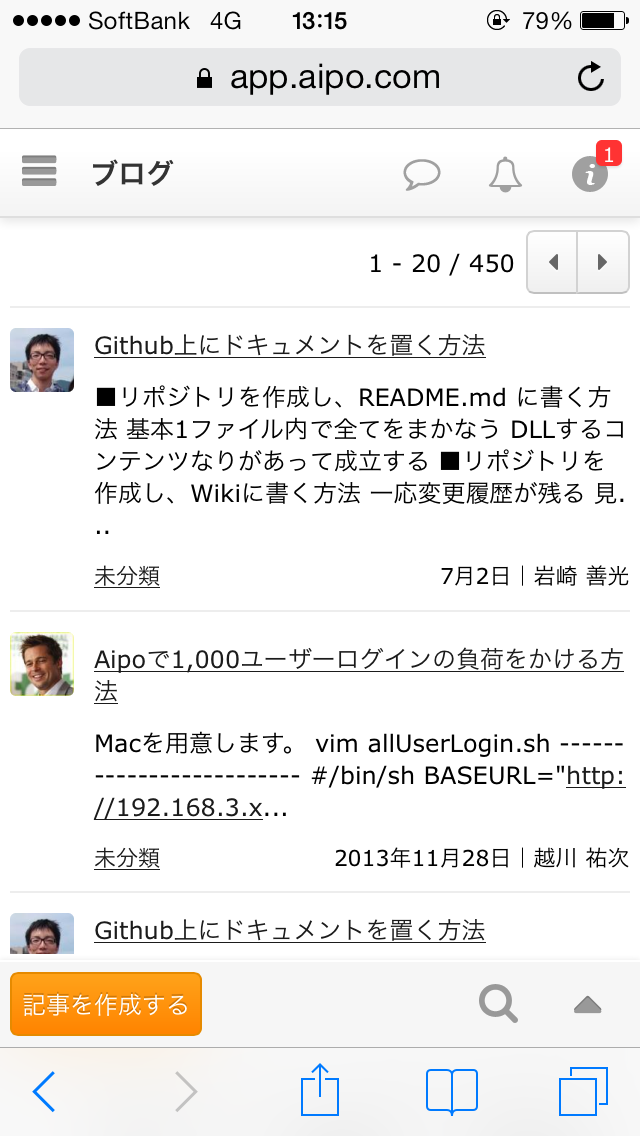 SoftBank 4G 13:15 79%
app.aipo.com
ブログ 1
1 - 20 / 450
Github上にドキュメントを置く方法
■リポジトリを作成し、README.md に書く方
法 基本1ファイル内で全てをまかなう DLLするコ
ンテンツなりがあって成立する ■リポジトリを
作成し、Wikiに書く方法 一応変更履歴が残る 見.
..
未分類 7月2日｜岩崎 善光
Aipoで1,000ユーザーログインの負荷をかける方
法
Macを用意します。 vim allUserLogin.sh ------
-------------------- #/bin/sh BASEURL="http:
//192.168.3.x...
未分類 2013年11月28日｜越川 祐次
Github上にドキュメントを置く方法
記事を作成する